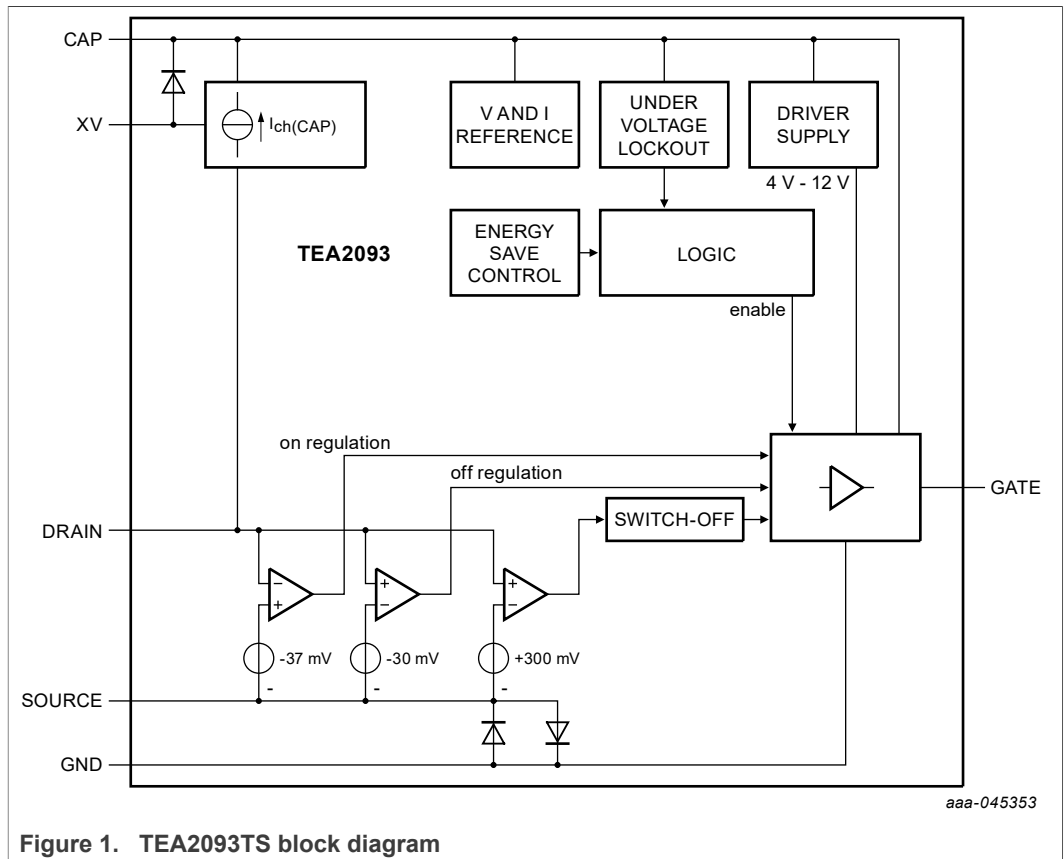 CAP
XV
Ich(CAP)
V AND I
REFERENCE
UNDER
VOLTAGE
LOCKOUT
DRIVER
SUPPLY
4 V - 12 V
TEA2093
ENERGY
SAVE
CONTROL
LOGIC
enable
on regulation
off regulation
GATE
SWITCH-OFF
DRAIN
- + + - + -
-37 mV
-30 mV
+300 mV
- - -
SOURCE
GND
aaa-045353
Figure 1. TEA2093TS block diagram